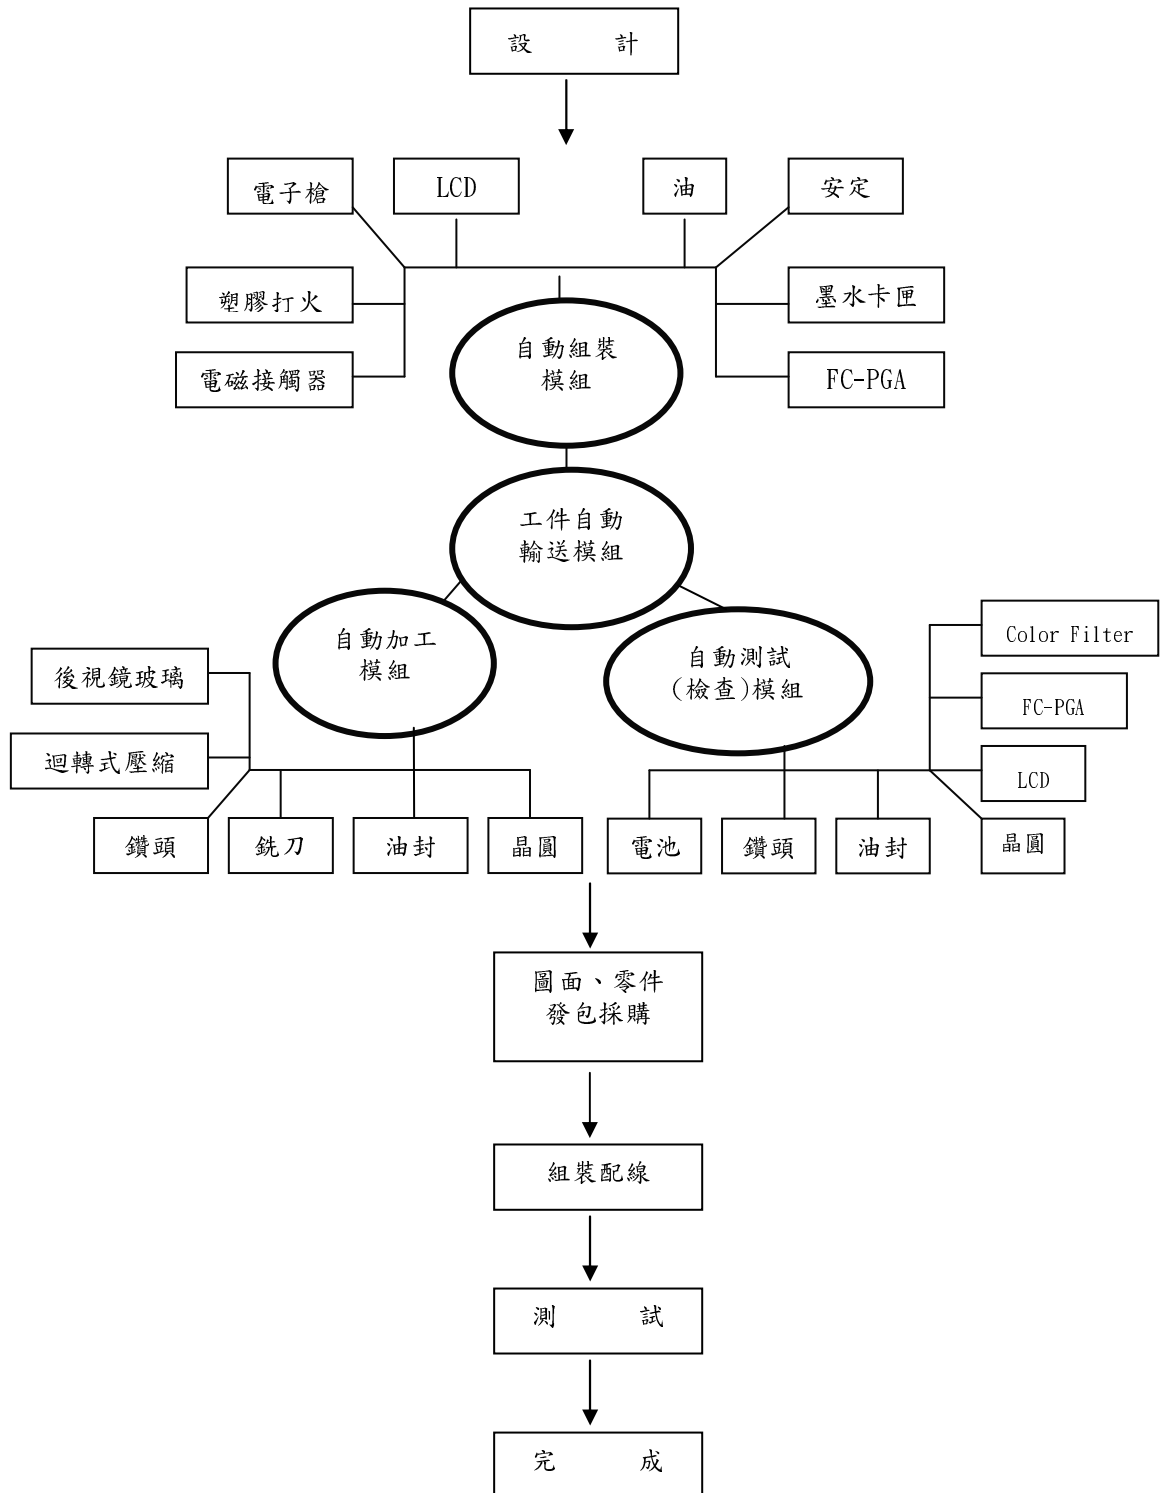 設 計
電子槍
LCD
油
安定
塑膠打火
墨水卡匣
電磁接觸器
FC-PGA
自動組裝
模組
工件自動
輸送模組
自動加工
模組
自動測試
(檢查)模組
後視鏡玻璃
迴轉式壓縮
鑽頭
銑刀
油封
晶圓
Color Filter
FC-PGA
LCD
電池
鑽頭
油封
晶圓
圖面、零件
發包採購
組裝配線
測 試
完 成